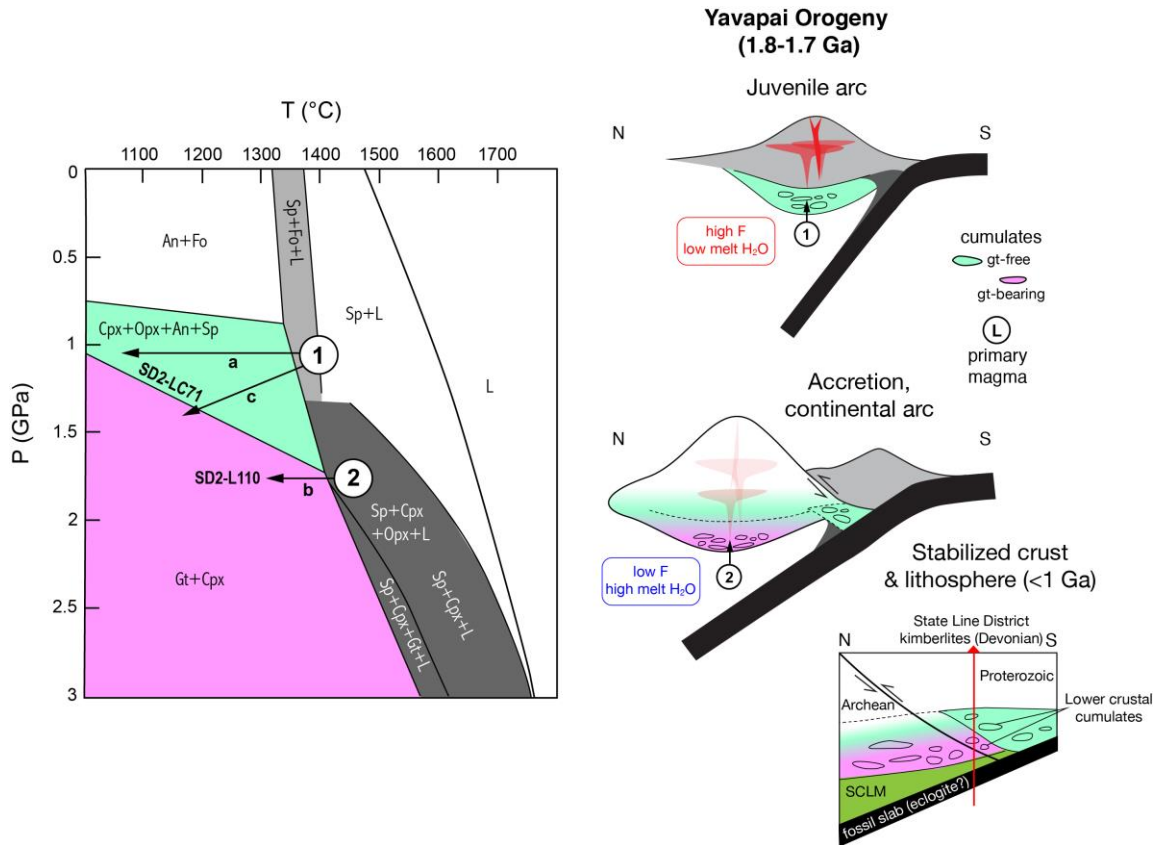 T (°C)
1100 1200 1300 1400 1500 1600 1700
P (GPa)
0
0.5
1
1.5
2
2.5
3
An+Fo
Sp+Fo+L
Sp+L
L
Cpx+Opx+An+Sp
1
a
SD2-LC71
c
SD2-L110
2
b
Sp+Cpx
+Opx+L
Gt+Cpx
Sp+Cpx+L
Sp+Cpx+Gt+L
Yavapai Orogeny
(1.8-1.7 Ga)
Juvenile arc
N S
high F
low melt H₂O
1
cumulates
gt-free
gt-bearing
L
primary
magma
Accretion,
continental arc
N S
low F
high melt H₂O
2
Stabilized crust
& lithosphere (<1 Ga)
State Line District
kimberlites (Devonian)
N S
Proterozoic
Archean
Lower crustal
cumulates
SCLM
fossil slab (eclogite?)